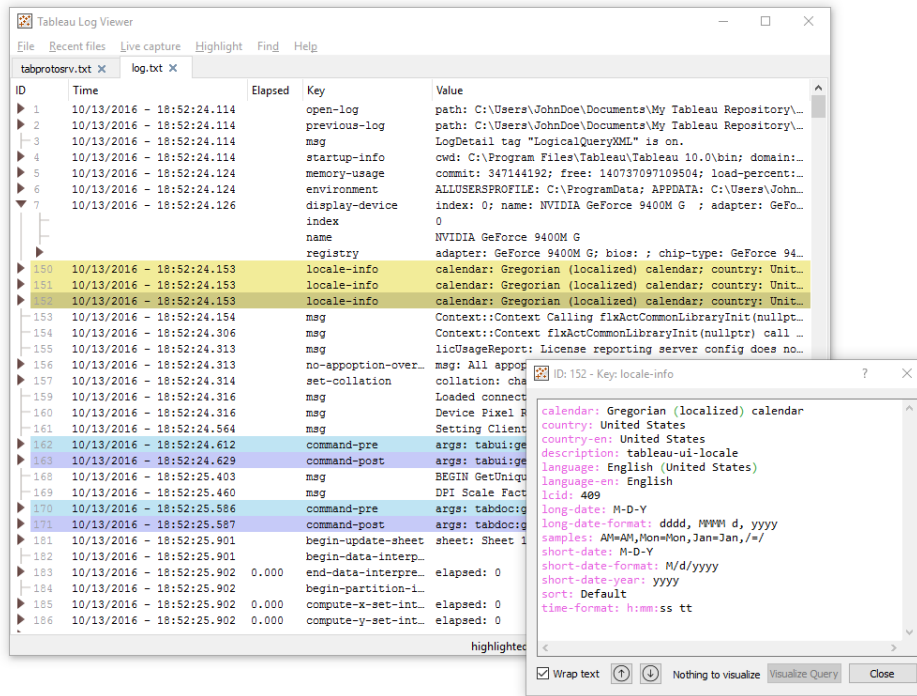 Tableau Log Viewer
File Recent files Live capture Highlight Find Help
tabprotosrv.txt log.txt
ID Time Elapsed Key Value
1 10/13/2016 - 18:52:24.114 open-log path: C:\Users\JohnDoe\Documents\My Tableau Repository\…
2 10/13/2016 - 18:52:24.114 previous-log path: C:\Users\JohnDoe\Documents\My Tableau Repository\…
3 10/13/2016 - 18:52:24.114 msg LogDetail tag "LogicalQueryXML" is on.
4 10/13/2016 - 18:52:24.114 startup-info cwd: C:\Program Files\Tableau\Tableau 10.0\bin; domain:…
5 10/13/2016 - 18:52:24.124 memory-usage commit: 347144192; free: 140737097109504; load-percent:…
6 10/13/2016 - 18:52:24.124 environment ALLUSERSPROFILE: C:\ProgramData; APPDATA: C:\Users\John…
7 10/13/2016 - 18:52:24.126 display-device index: 0; name: NVIDIA GeForce 9400M G ; adapter: GeFo…
index 0
name NVIDIA GeForce 9400M G
registry adapter: GeForce 9400M G; bios: ; chip-type: GeForce 94…
150 10/13/2016 - 18:52:24.153 locale-info calendar: Gregorian (localized) calendar; country: Unit…
151 10/13/2016 - 18:52:24.153 locale-info calendar: Gregorian (localized) calendar; country: Unit…
152 10/13/2016 - 18:52:24.153 locale-info calendar: Gregorian (localized) calendar; country: Unit…
153 10/13/2016 - 18:52:24.154 msg Context::Context Calling flxActCommonLibraryInit(nullpt…
154 10/13/2016 - 18:52:24.306 msg Context::Context flxActCommonLibraryInit(nullptr) call …
155 10/13/2016 - 18:52:24.313 msg licUsageReport: License reporting server config does no…
156 10/13/2016 - 18:52:24.313 no-appoption-over… msg: All appop
157 10/13/2016 - 18:52:24.314 set-collation collation: cha
159 10/13/2016 - 18:52:24.316 msg Loaded connect
160 10/13/2016 - 18:52:24.316 msg Device Pixel R
161 10/13/2016 - 18:52:24.564 msg Setting Client
162 10/13/2016 - 18:52:24.612 command-pre args: tabui:ge
163 10/13/2016 - 18:52:24.629 command-post args: tabui:ge
168 10/13/2016 - 18:52:25.403 msg BEGIN GetUniqu
169 10/13/2016 - 18:52:25.460 msg DPI Scale Fact
170 10/13/2016 - 18:52:25.586 command-pre args: tabdoc:g
171 10/13/2016 - 18:52:25.587 command-post args: tabdoc:g
181 10/13/2016 - 18:52:25.901 begin-update-sheet sheet: Sheet 1
182 10/13/2016 - 18:52:25.901 begin-data-interp…
183 10/13/2016 - 18:52:25.902 0.000 end-data-interpre… elapsed: 0
184 10/13/2016 - 18:52:25.902 begin-partition-i…
185 10/13/2016 - 18:52:25.902 0.000 compute-x-set-int… elapsed: 0
186 10/13/2016 - 18:52:25.902 0.000 compute-y-set-int… elapsed: 0
highlighted
ID: 152 - Key: locale-info
calendar: Gregorian (localized) calendar
country: United States
country-en: United States
description: tableau-ui-locale
language: English (United States)
language-en: English
lcid: 409
long-date: M-D-Y
long-date-format: dddd, MMMM d, yyyy
samples: AM=AM,Mon=Mon,Jan=Jan,/=/
short-date: M-D-Y
short-date-format: M/d/yyyy
short-date-year: yyyy
sort: Default
time-format: h:mm:ss tt
Wrap text Nothing to visualize Visualize Query Close